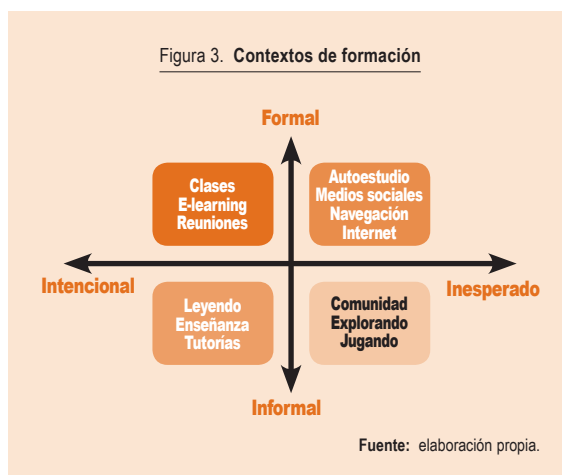 Figura 3. Contextos de formación
Formal
Clases
E-learning
Reuniones
Autoestudio
Medios sociales
Navegación
Internet
Intencional
Inesperado
Leyendo
Enseñanza
Tutorías
Comunidad
Explorando
Jugando
Informal
Fuente: elaboración propia.